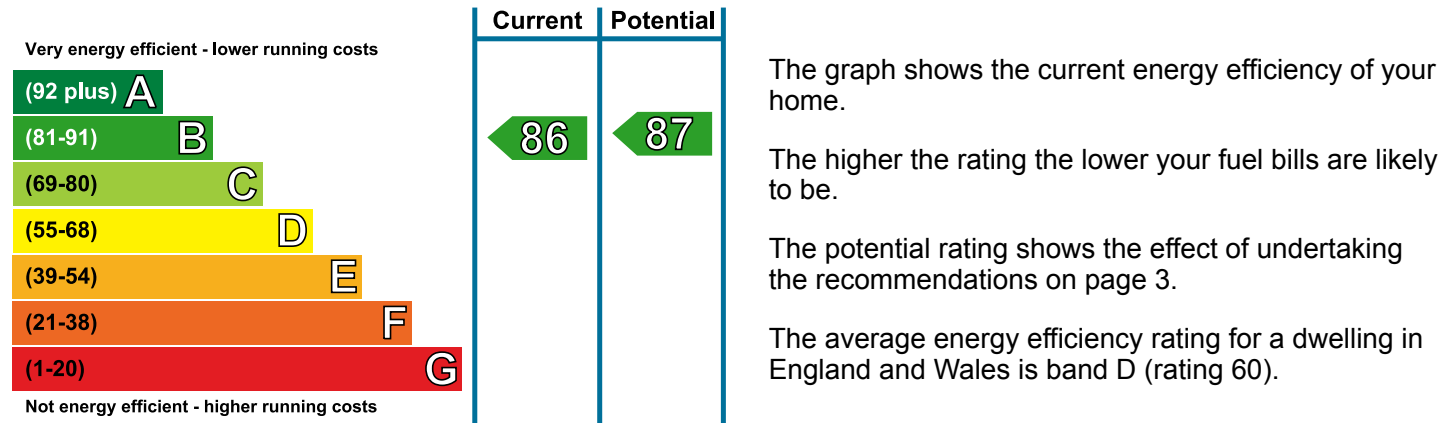 Current Potential
Very energy efficient - lower running costs
(92 plus) A
(81-91) B
86 87
(69-80) C
(55-68) D
(39-54) E
(21-38) F
(1-20) G
Not energy efficient - higher running costs
The graph shows the current energy efficiency of your
home.
The higher the rating the lower your fuel bills are likely
to be.
The potential rating shows the effect of undertaking
the recommendations on page 3.
The average energy efficiency rating for a dwelling in
England and Wales is band D (rating 60).